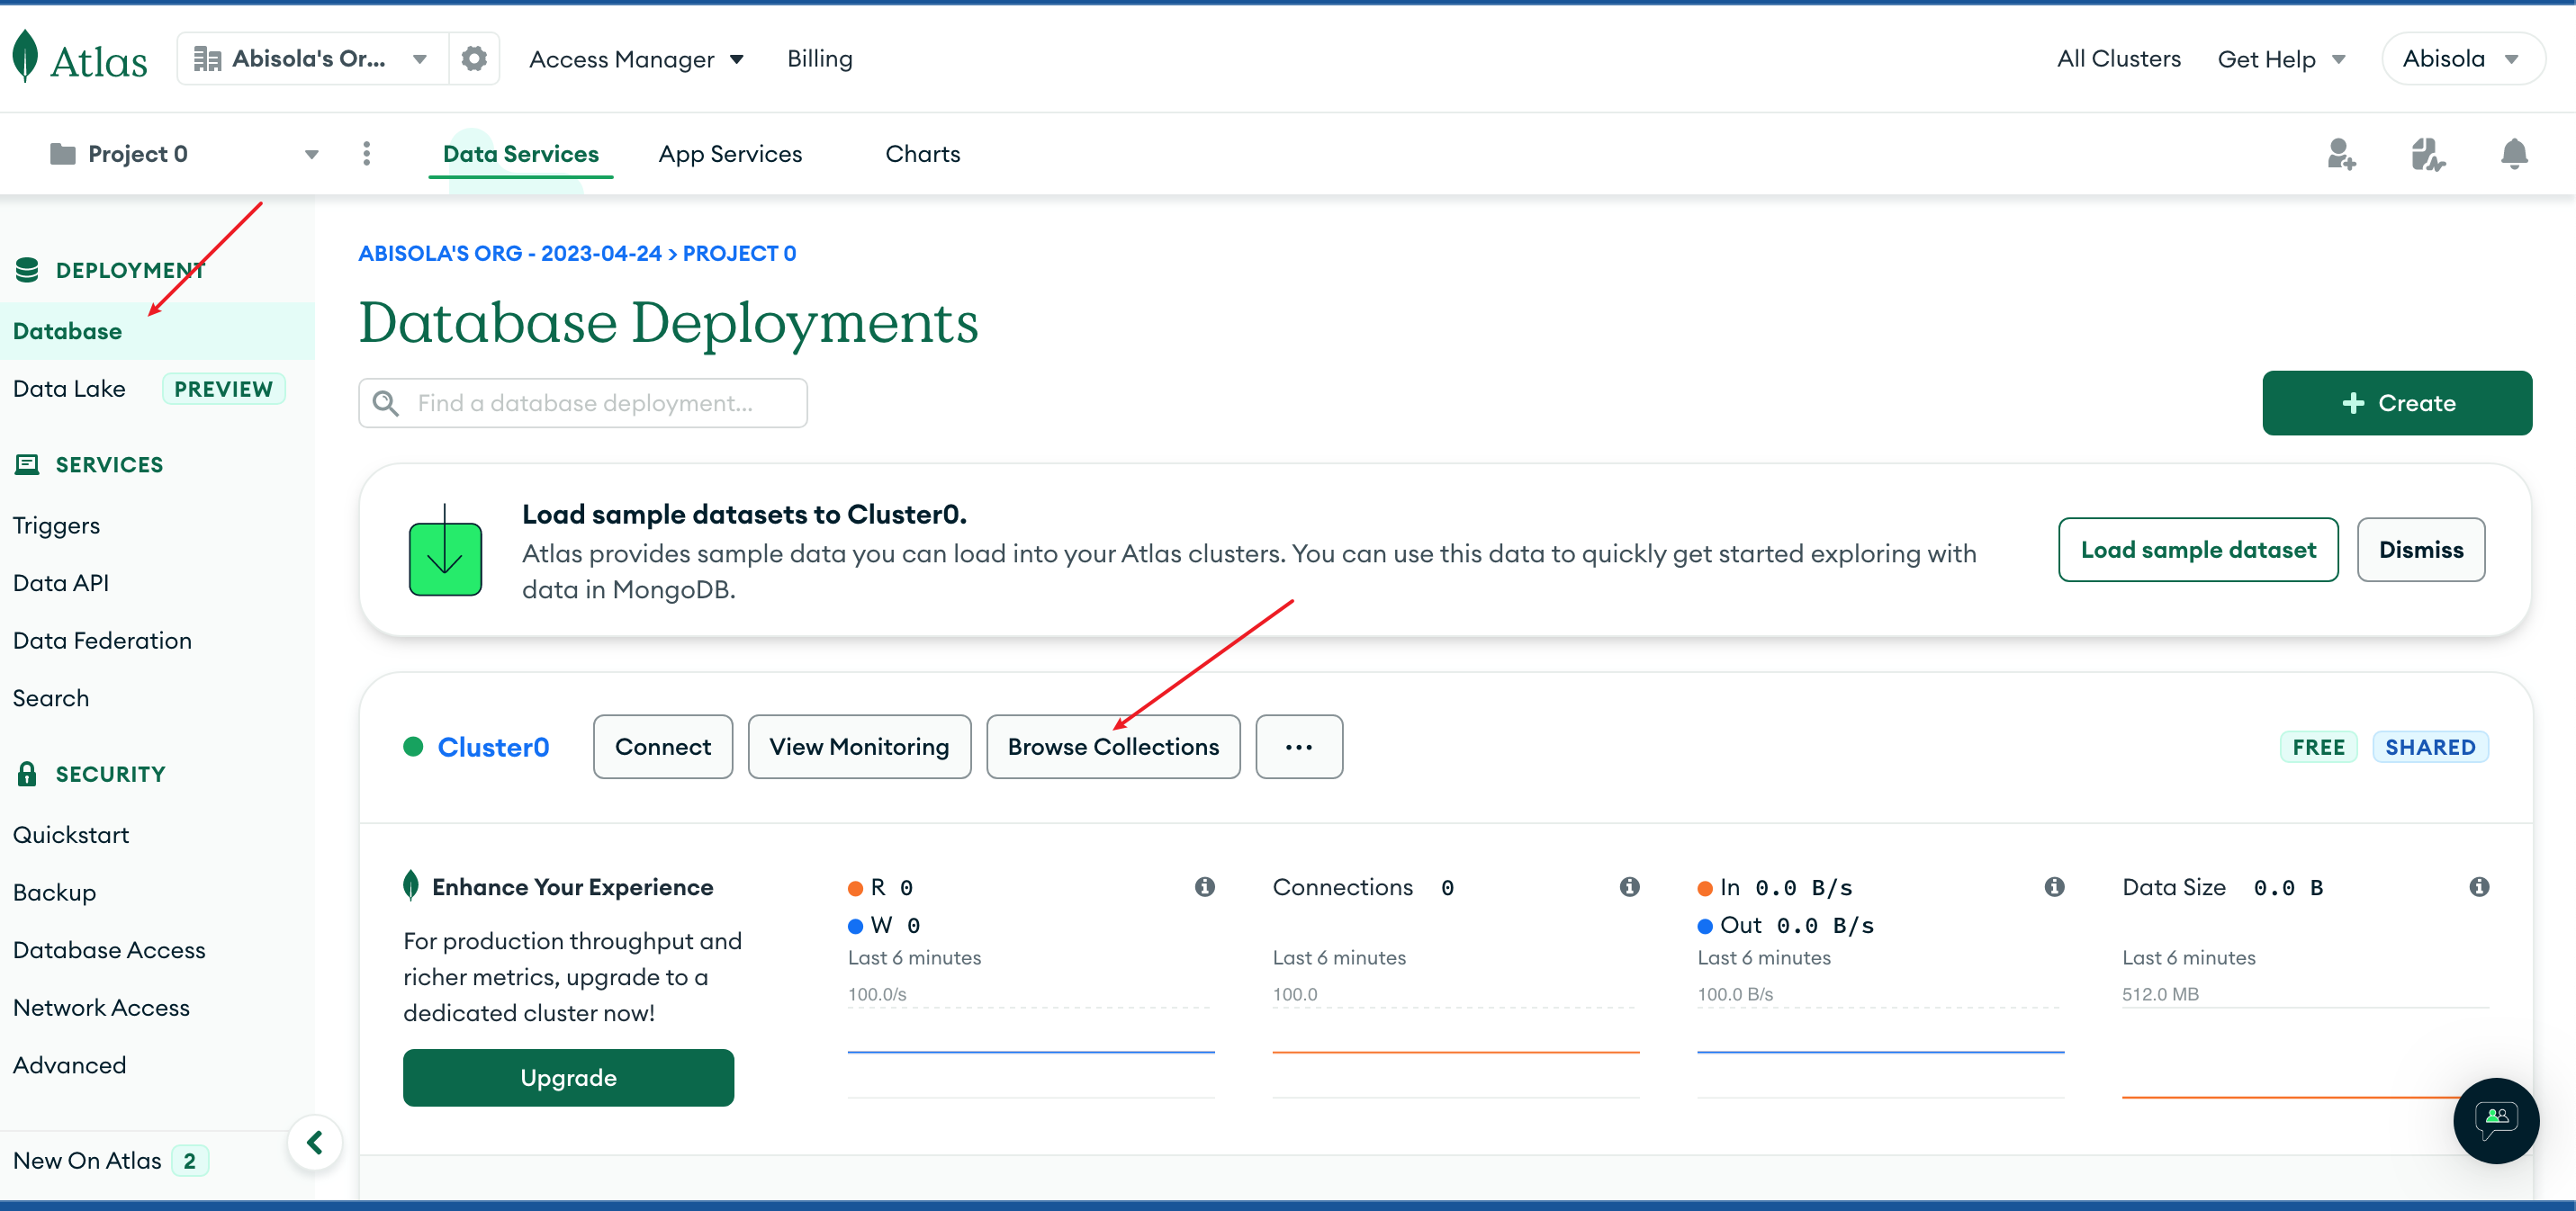 Atlas
Abisola's Or...
Access Manager
Billing
All Clusters
Get Help
Abisola
Project 0
Data Services
App Services
Charts
DEPLOYMENT
Database
Data Lake PREVIEW
SERVICES
Triggers
Data API
Data Federation
Search
SECURITY
Quickstart
Backup
Database Access
Network Access
Advanced
New On Atlas 2
ABISOLA'S ORG - 2023-04-24 > PROJECT 0
Database Deployments
Find a database deployment...
+ Create
Load sample datasets to Cluster0.
Atlas provides sample data you can load into your Atlas clusters. You can use this data to quickly get started exploring with
data in MongoDB.
Load sample dataset
Dismiss
Cluster0
Connect
View Monitoring
Browse Collections
...
FREE
SHARED
Enhance Your Experience
For production throughput and
richer metrics, upgrade to a
dedicated cluster now!
Upgrade
R 0
W 0
Last 6 minutes
100.0/s
Connections 0
Last 6 minutes
100.0
In 0.0 B/s
Out 0.0 B/s
Last 6 minutes
100.0 B/s
Data Size 0.0 B
Last 6 minutes
512.0 MB